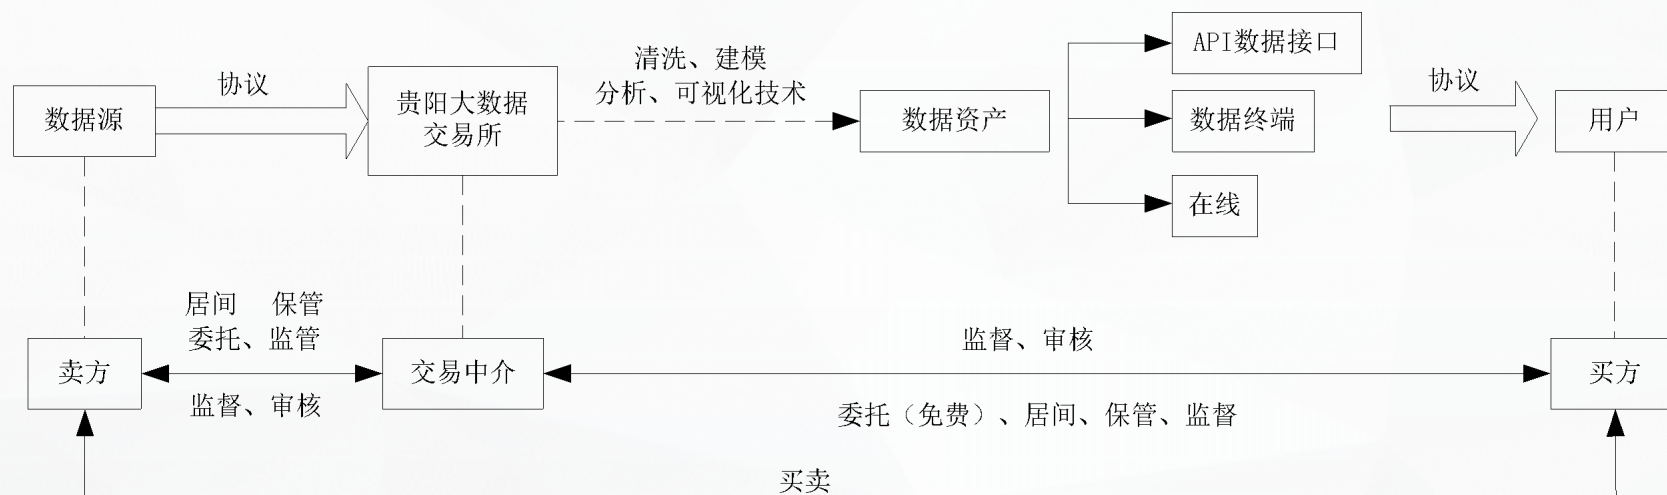 API数据接口
清洗、建模
分析、可视化技术
协议
协议
数据源
贵阳大数据
交易所
数据资产
数据终端
用户
在线
居间 保管
委托、监管
监督、审核
卖方
交易中介
买方
监督、审核
委托（免费）、居间、保管、监督
买卖